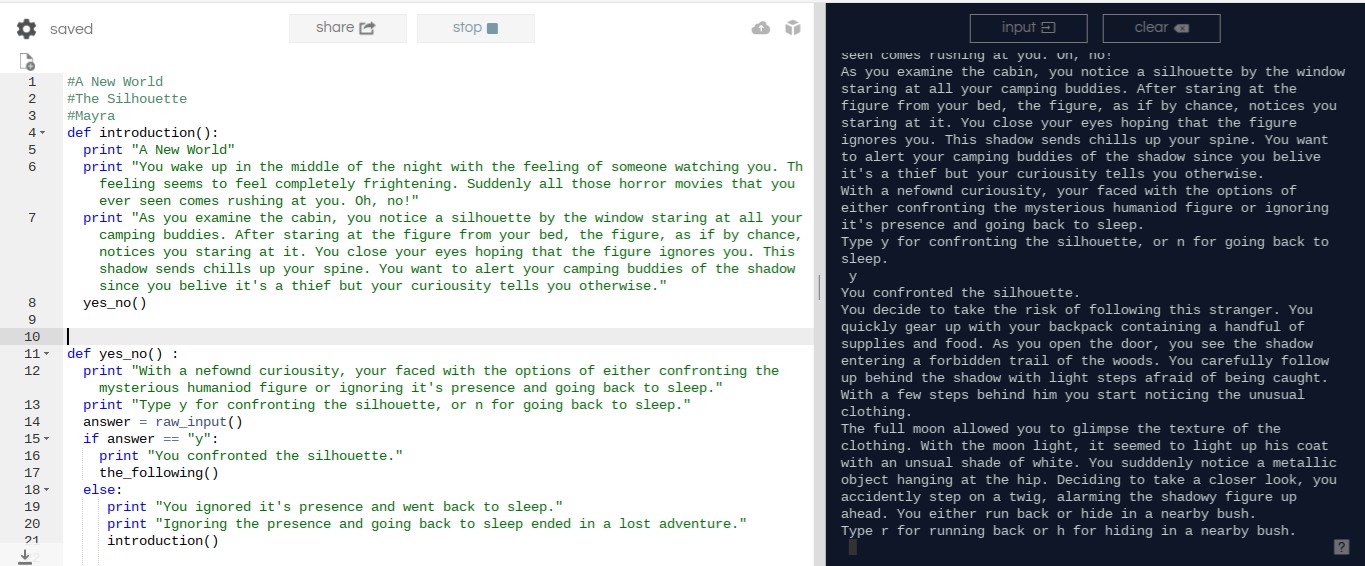 saved
share
stop
input
clear
1 #A New World
2 #The Silhouette
3 #Mayra
4 def introduction():
5 print "A New World"
6 print "You wake up in the middle of the night with the feeling of someone watching you. Th
feeling seems to feel completely frightening. Suddenly all those horror movies that you
ever seen comes rushing at you. Oh, no!"
7 print "As you examine the cabin, you notice a silhouette by the window staring at all your
camping buddies. After staring at the figure from your bed, the figure, as if by chance,
notices you staring at it. You close your eyes hoping that the figure ignores you. This
shadow sends chills up your spine. You want to alert your camping buddies of the shadow
since you belive it's a thief but your curiousity tells you otherwise."
8 yes_no()
9
10
11 def yes_no() :
12 print "With a nefownd curiousity, your faced with the options of either confronting the
mysterious humaniod figure or ignoring it's presence and going back to sleep."
13 print "Type y for confronting the silhouette, or n for going back to sleep."
14 answer = raw_input()
15 if answer == "y":
16 print "You confronted the silhouette."
17 the_following()
18 else:
19 print "You ignored it's presence and went back to sleep."
20 print "Ignoring the presence and going back to sleep ended in a lost adventure."
21 introduction()
seen comes rushing at you. Oh, no!
As you examine the cabin, you notice a silhouette by the window
staring at all your camping buddies. After staring at the
figure from your bed, the figure, as if by chance, notices you
staring at it. You close your eyes hoping that the figure
ignores you. This shadow sends chills up your spine. You want
to alert your camping buddies of the shadow since you belive
it's a thief but your curiousity tells you otherwise.
With a nefownd curiousity, your faced with the options of
either confronting the mysterious humaniod figure or ignoring
it's presence and going back to sleep.
Type y for confronting the silhouette, or n for going back to
sleep.
y
You confronted the silhouette.
You decide to take the risk of following this stranger. You
quickly gear up with your backpack containing a handful of
supplies and food. As you open the door, you see the shadow
entering a forbidden trail of the woods. You carefully follow
up behind the shadow with light steps afraid of being caught.
With a few steps behind him you start noticing the unusual
clothing.
The full moon allowed you to glimpse the texture of the
clothing. With the moon light, it seemed to light up his coat
with an unsual shade of white. You sudddenly notice a metallic
object hanging at the hip. Deciding to take a closer look, you
accidently step on a twig, alarming the shadowy figure up
ahead. You either run back or hide in a nearby bush.
Type r for running back or h for hiding in a nearby bush.
?